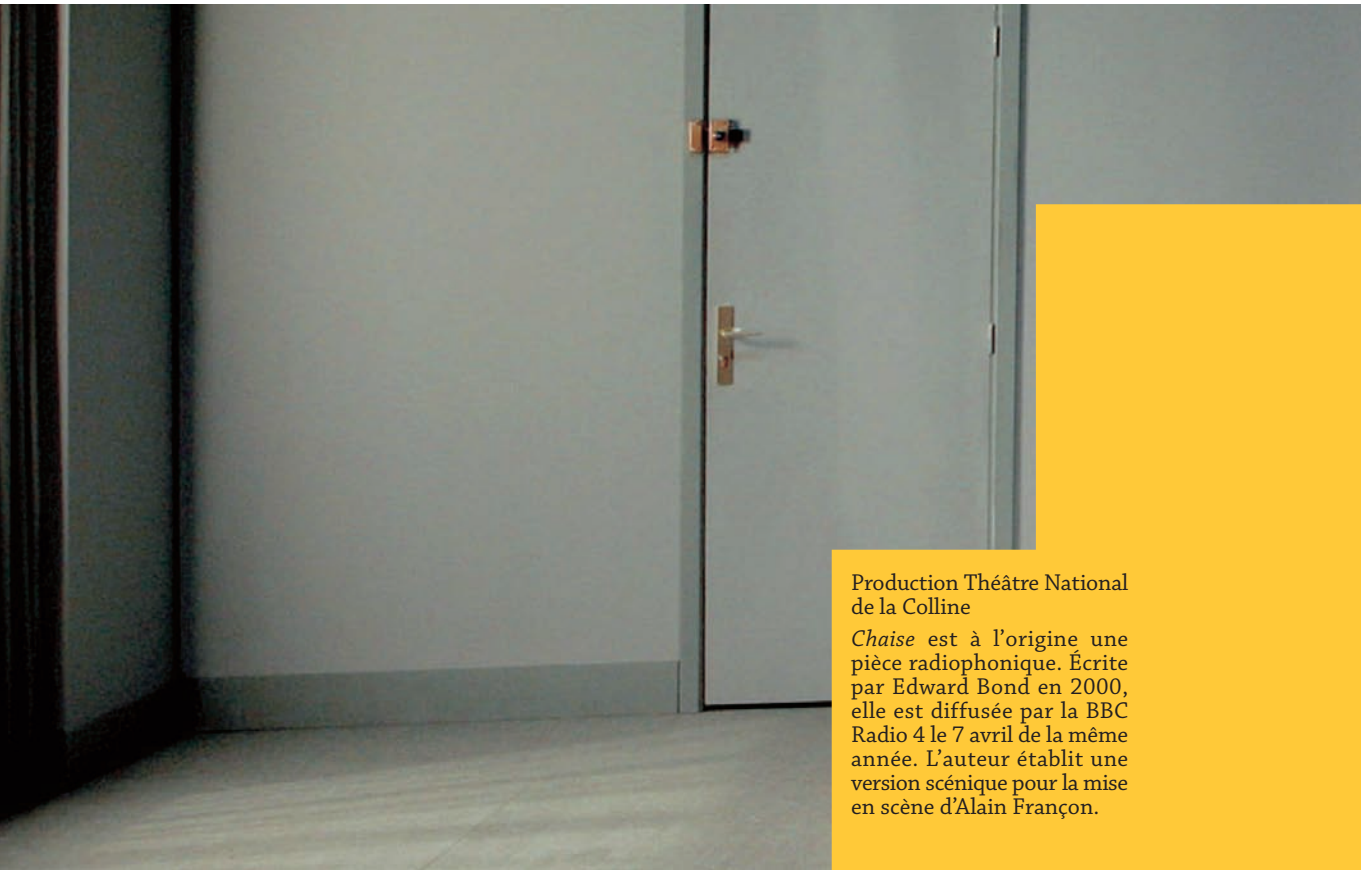 Production Théâtre National
de la Colline
Chaise est à l’origine une
pièce radiophonique. Écrite
par Edward Bond en 2000,
elle est diffusée par la BBC
Radio 4 le 7 avril de la même
année. L’auteur établit une
version scénique pour la mise
en scène d’Alain Françon.